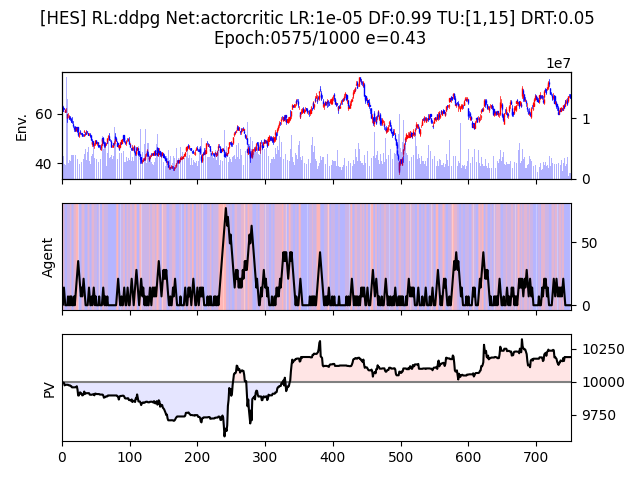 [HES] RL:ddpg Net:actorcritic LR:1e-05 DF:0.99 TU:[1,15] DRT:0.05
Epoch:0575/1000 e=0.43
1e7
Env.
60
40
1
0
Agent
50
0
PV
10250
10000
9750
0 100 200 300 400 500 600 700